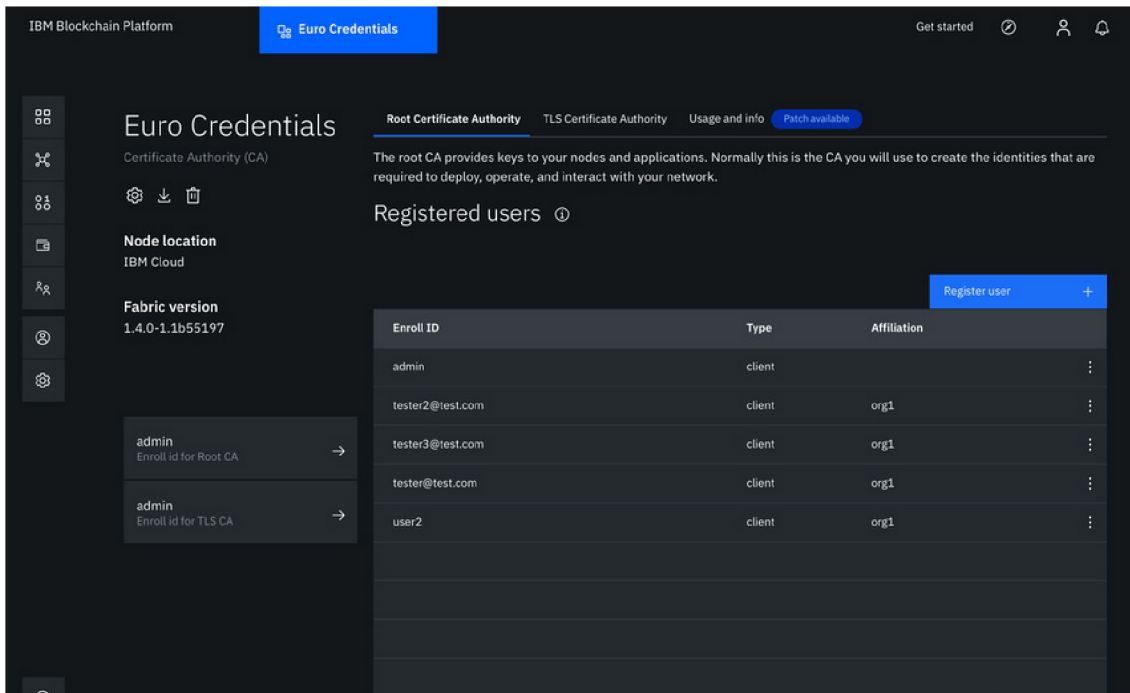 IBM Blockchain Platform
Euro Credentials
Get started
Euro Credentials
Certificate Authority (CA)
Node location
IBM Cloud
Fabric version
1.4.0-1.1b55197
admin
Enroll id for Root CA
admin
Enroll id for TLS CA
Root Certificate Authority
TLS Certificate Authority
Usage and info
Patch available
The root CA provides keys to your nodes and applications. Normally this is the CA you will use to create the identities that are
required to deploy, operate, and interact with your network.
Registered users
Register user +
Enroll ID Type Affiliation
admin client
tester2@test.com client org1
tester3@test.com client org1
tester@test.com client org1
user2 client org1